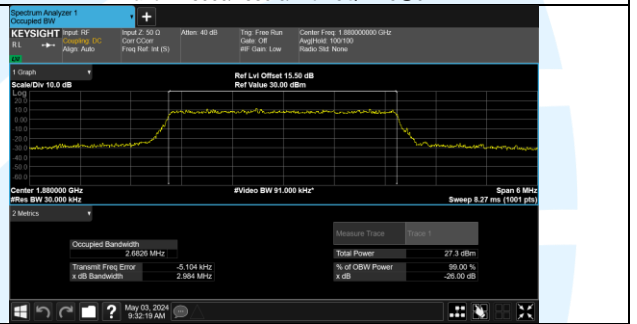 Spectrum Analyzer 1
Occupied BW
+
KEYSIGHT Input: RF Input Z: 50 Ω Atten: 40 dB Trig: Free Run Center Freq: 1.880000000 GHz
RL Coupling: DC Corr CCorr Gate: Off Avg|Hold: 100/100
Align: Auto Freq Ref: Int (S) #IF Gain: Low Radio Std: None
1 Graph
Ref Lvl Offset 15.50 dB
Scale/Div 10.0 dB Ref Value 30.00 dBm
Log
20.0
10.0
0.00
-10.0
-20.0
-30.0
-40.0
-50.0
-60.0
Center 1.880000 GHz #Video BW 91.000 kHz* Span 6 MHz
#Res BW 30.000 kHz Sweep 8.27 ms (1001 pts)
2 Metrics
Measure Trace Trace 1
Occupied Bandwidth
2.6826 MHz Total Power 27.3 dBm
Transmit Freq Error -5.104 kHz % of OBW Power 99.00 %
x dB Bandwidth 2.984 MHz x dB -26.00 dB
? May 03, 2024
9:32:19 AM